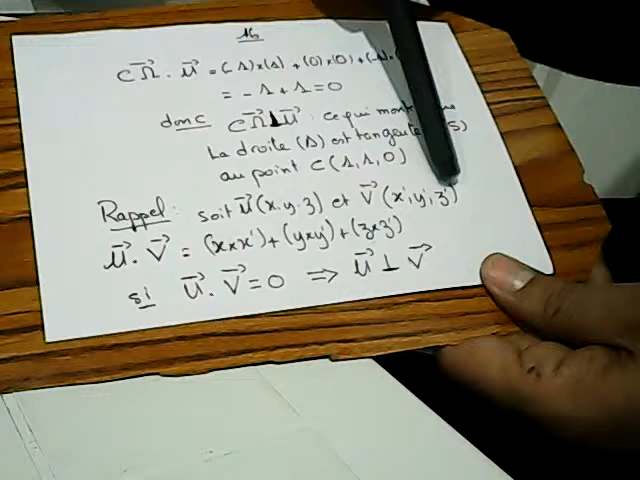 16
CΩ⃗ . u⃗ = (-1)x(1) + (0)x(0) + (-1).
= -1 + 1 = 0
donc CΩ⃗ ⊥ u⃗ : ce qui
La droite (Δ) est tangente (S)
au point C(1,1,0)
Rappel : soit u⃗(x,y,z) et V⃗(x',y',z')
u⃗ . V⃗ = (x×x')+(y×y')+(z×z')
si u⃗ . V⃗ = 0 ⇒ u⃗ ⊥ V⃗